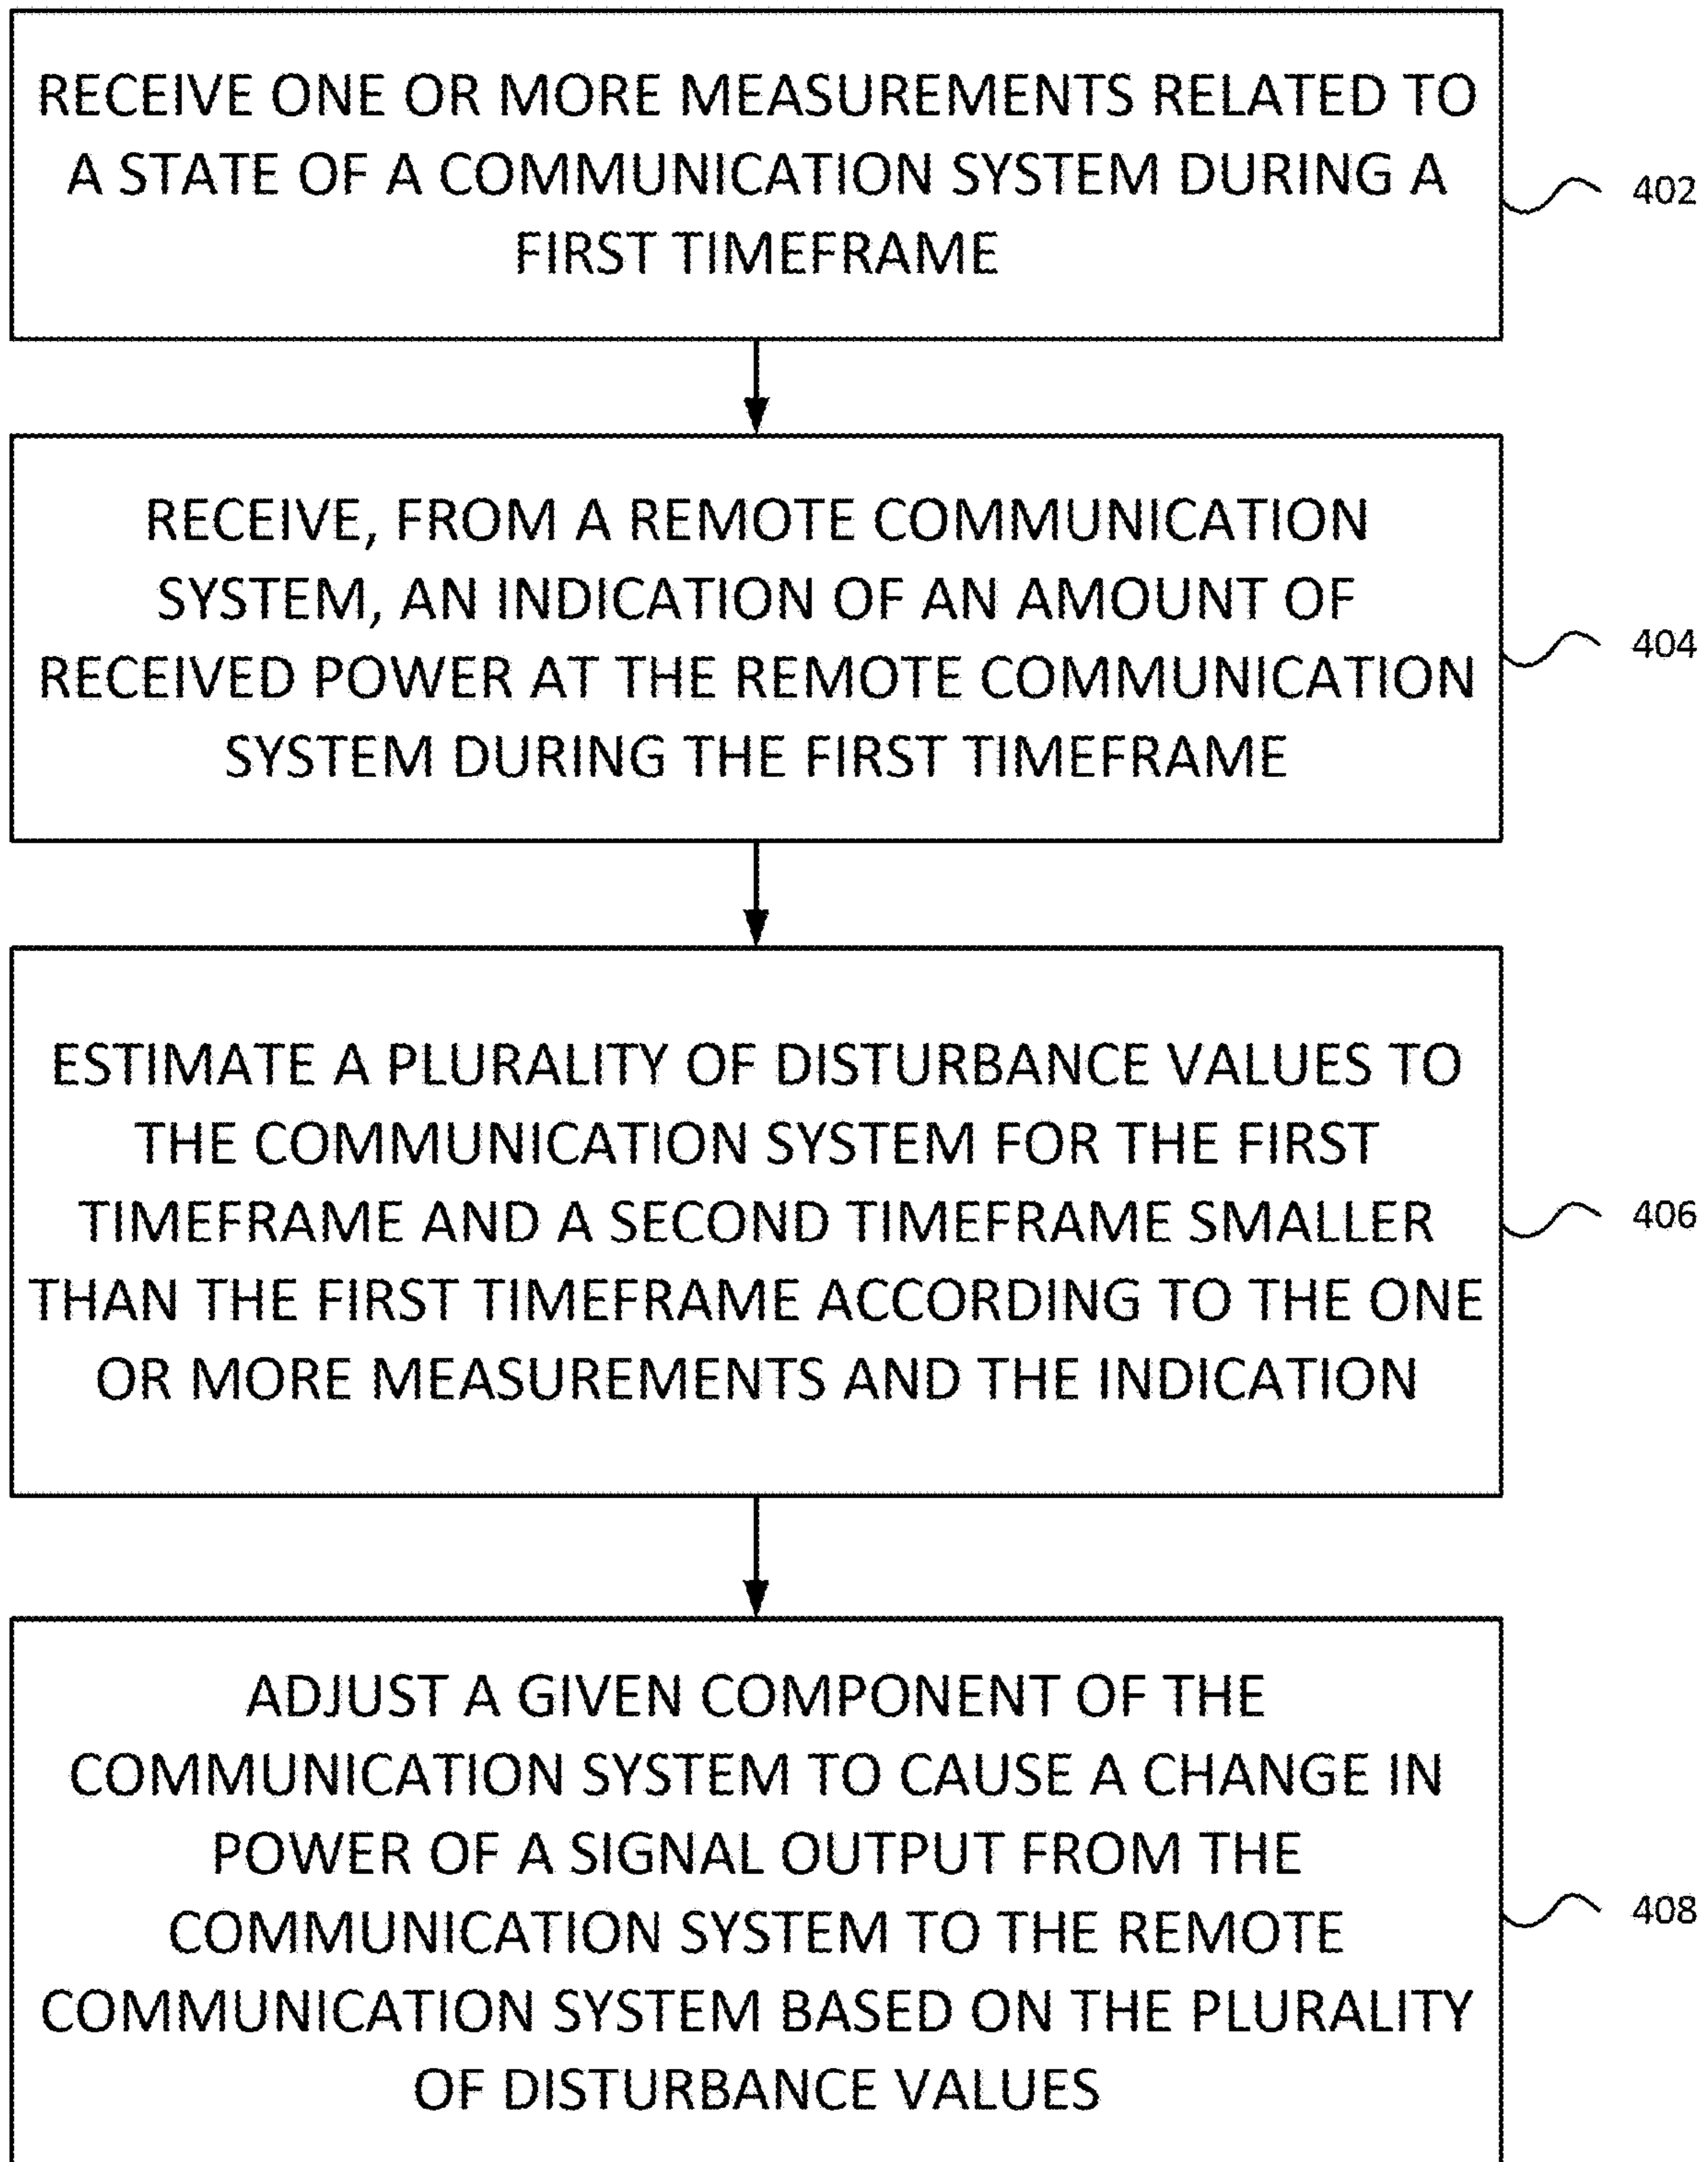 RECEIVE ONE OR MORE MEASUREMENTS RELATED TO
A STATE OF A COMMUNICATION SYSTEM DURING A
FIRST TIMEFRAME
402
RECEIVE, FROM A REMOTE COMMUNICATION
SYSTEM, AN INDICATION OF AN AMOUNT OF
RECEIVED POWER AT THE REMOTE COMMUNICATION
SYSTEM DURING THE FIRST TIMEFRAME
404
ESTIMATE A PLURALITY OF DISTURBANCE VALUES TO
THE COMMUNICATION SYSTEM FOR THE FIRST
TIMEFRAME AND A SECOND TIMEFRAME SMALLER
THAN THE FIRST TIMEFRAME ACCORDING TO THE ONE
OR MORE MEASUREMENTS AND THE INDICATION
406
ADJUST A GIVEN COMPONENT OF THE
COMMUNICATION SYSTEM TO CAUSE A CHANGE IN
POWER OF A SIGNAL OUTPUT FROM THE
COMMUNICATION SYSTEM TO THE REMOTE
COMMUNICATION SYSTEM BASED ON THE PLURALITY
OF DISTURBANCE VALUES
408